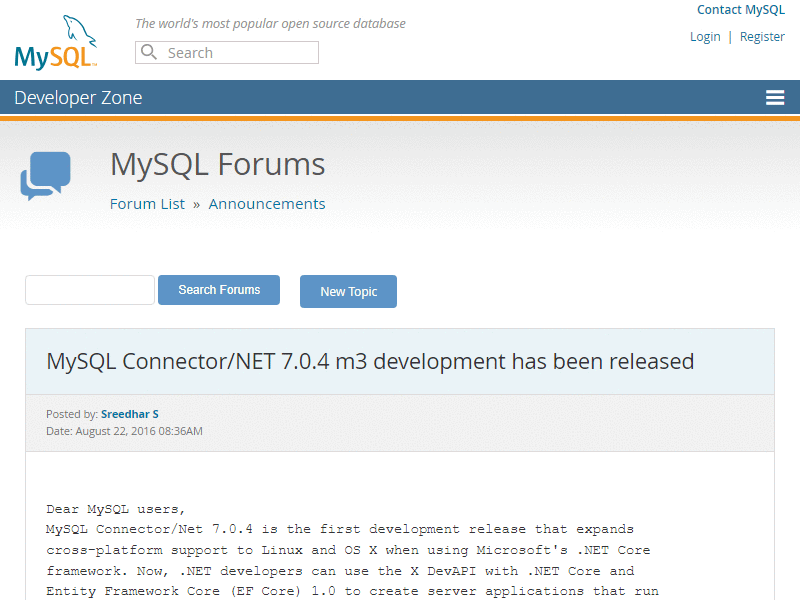 Contact MySQL
The world's most popular open source database
Login | Register
MySQL™
Search
Developer Zone
MySQL Forums
Forum List » Announcements
Search Forums
New Topic
MySQL Connector/NET 7.0.4 m3 development has been released
Posted by: Sreedhar S
Date: August 22, 2016 08:36AM
Dear MySQL users,
MySQL Connector/Net 7.0.4 is the first development release that expands
cross-platform support to Linux and OS X when using Microsoft's .NET Core
framework. Now, .NET developers can use the X DevAPI with .NET Core and
Entity Framework Core (EF Core) 1.0 to create server applications that run